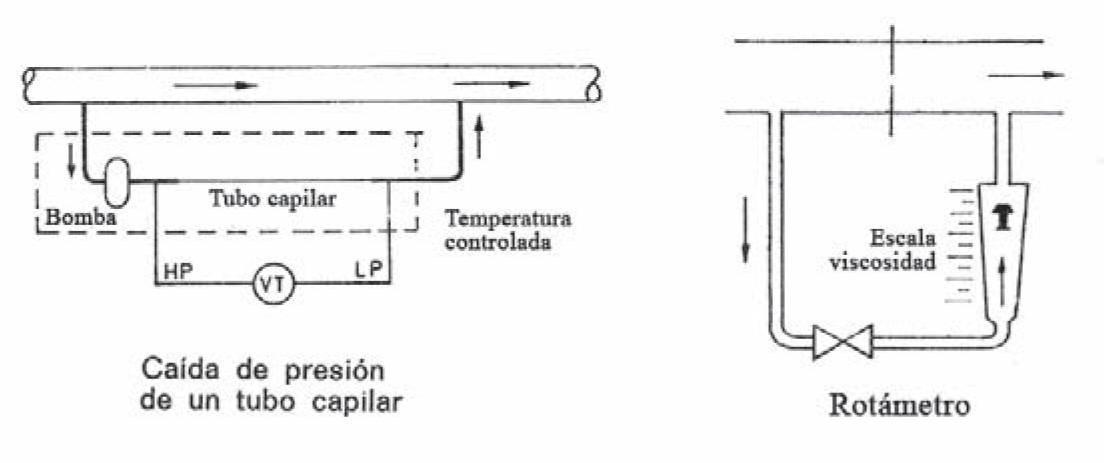 Bomba
Tubo capilar
Temperatura
controlada
HP
VT
LP
Caída de presión
de un tubo capilar
Escala
viscosidad
Rotámetro